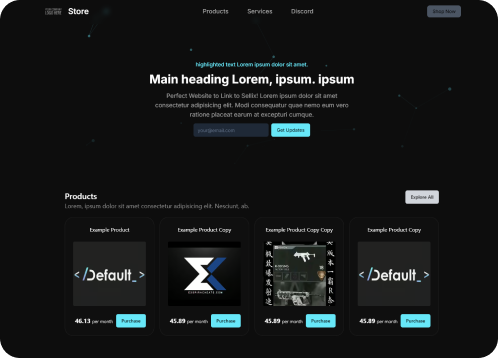 Store
Products Services Discord
Shop Now
highlighted text Lorem ipsum dolor sit amet.
Main heading Lorem, ipsum. ipsum
Perfect Website to Link to Sellix! Lorem ipsum dolor sit amet
consectetur adipisicing elit. Modi consequatur quae nemo eum vero
ratione placeat earum at excepturi cumque.
your@email.com
Get Updates
Products
Lorem, ipsum dolor sit amet consectetur adipisicing elit. Nesciunt, ab.
Explore All
Example Product
</Default_>
46.13 per month
Purchase
Example Product Copy
45.89 per month
Purchase
Example Product Copy Copy
45.89 per month
Purchase
Example Product Copy
</Default_>
45.89 per month
Purchase